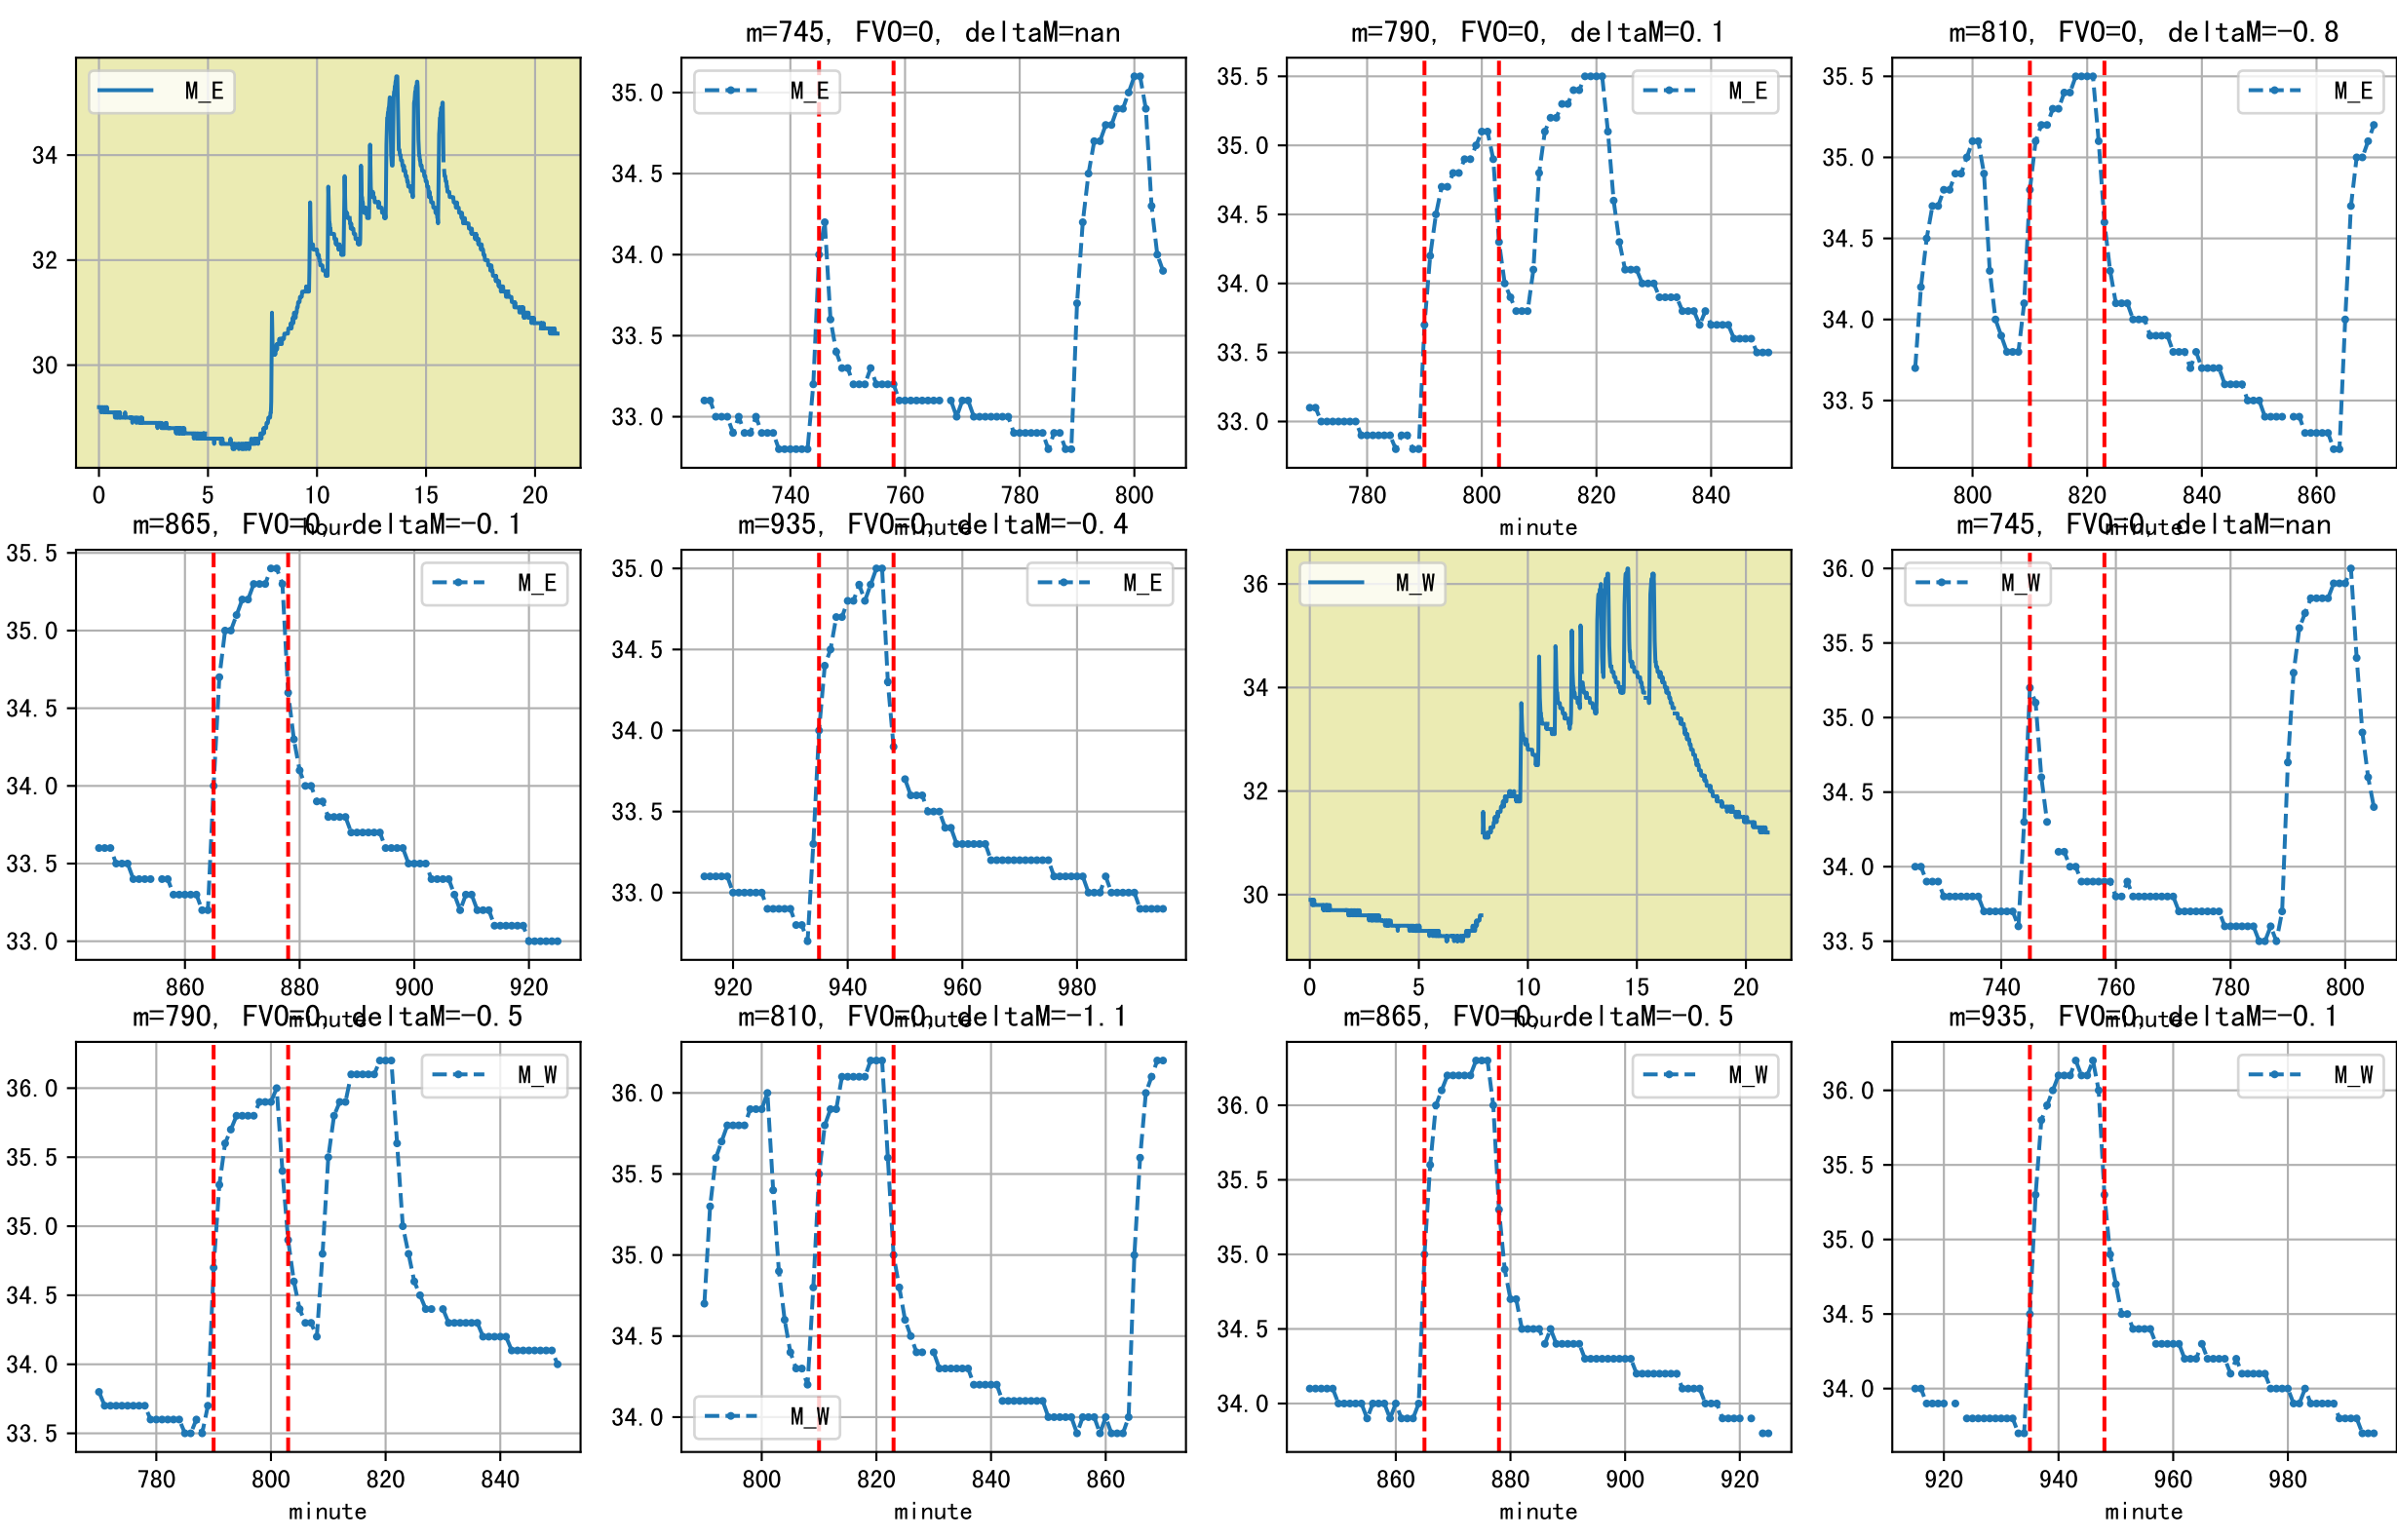 m=745, FVO=0, deltaM=nan
m=790, FVO=0, deltaM=0.1
m=810, FVO=0, deltaM=-0.8
M_E
34
32
30
0 5 10 15 20
hour
M_E
35.0
34.5
34.0
33.5
33.0
740 760 780 800
minute
M_E
35.5
35.0
34.5
34.0
33.5
33.0
780 800 820 840
minute
M_E
35.5
35.0
34.5
34.0
33.5
800 820 840 860
minute
m=865, FVO=0, deltaM=-0.1
m=935, FVO=0, deltaM=-0.4
m=745, FVO=0, deltaM=nan
M_E
35.5
35.0
34.5
34.0
33.5
33.0
860 880 900 920
minute
M_E
35.0
34.5
34.0
33.5
33.0
920 940 960 980
minute
M_W
36
34
32
30
0 5 10 15 20
hour
M_W
36.0
35.5
35.0
34.5
34.0
33.5
740 760 780 800
minute
m=790, FVO=0, deltaM=-0.5
m=810, FVO=0, deltaM=-1.1
m=865, FVO=0, deltaM=-0.5
m=935, FVO=0, deltaM=-0.1
M_W
36.0
35.5
35.0
34.5
34.0
33.5
780 800 820 840
minute
36.0
35.5
35.0
34.5
34.0
M_W
800 820 840 860
minute
M_W
36.0
35.5
35.0
34.5
34.0
860 880 900 920
minute
M_W
36.0
35.5
35.0
34.5
34.0
920 940 960 980
minute